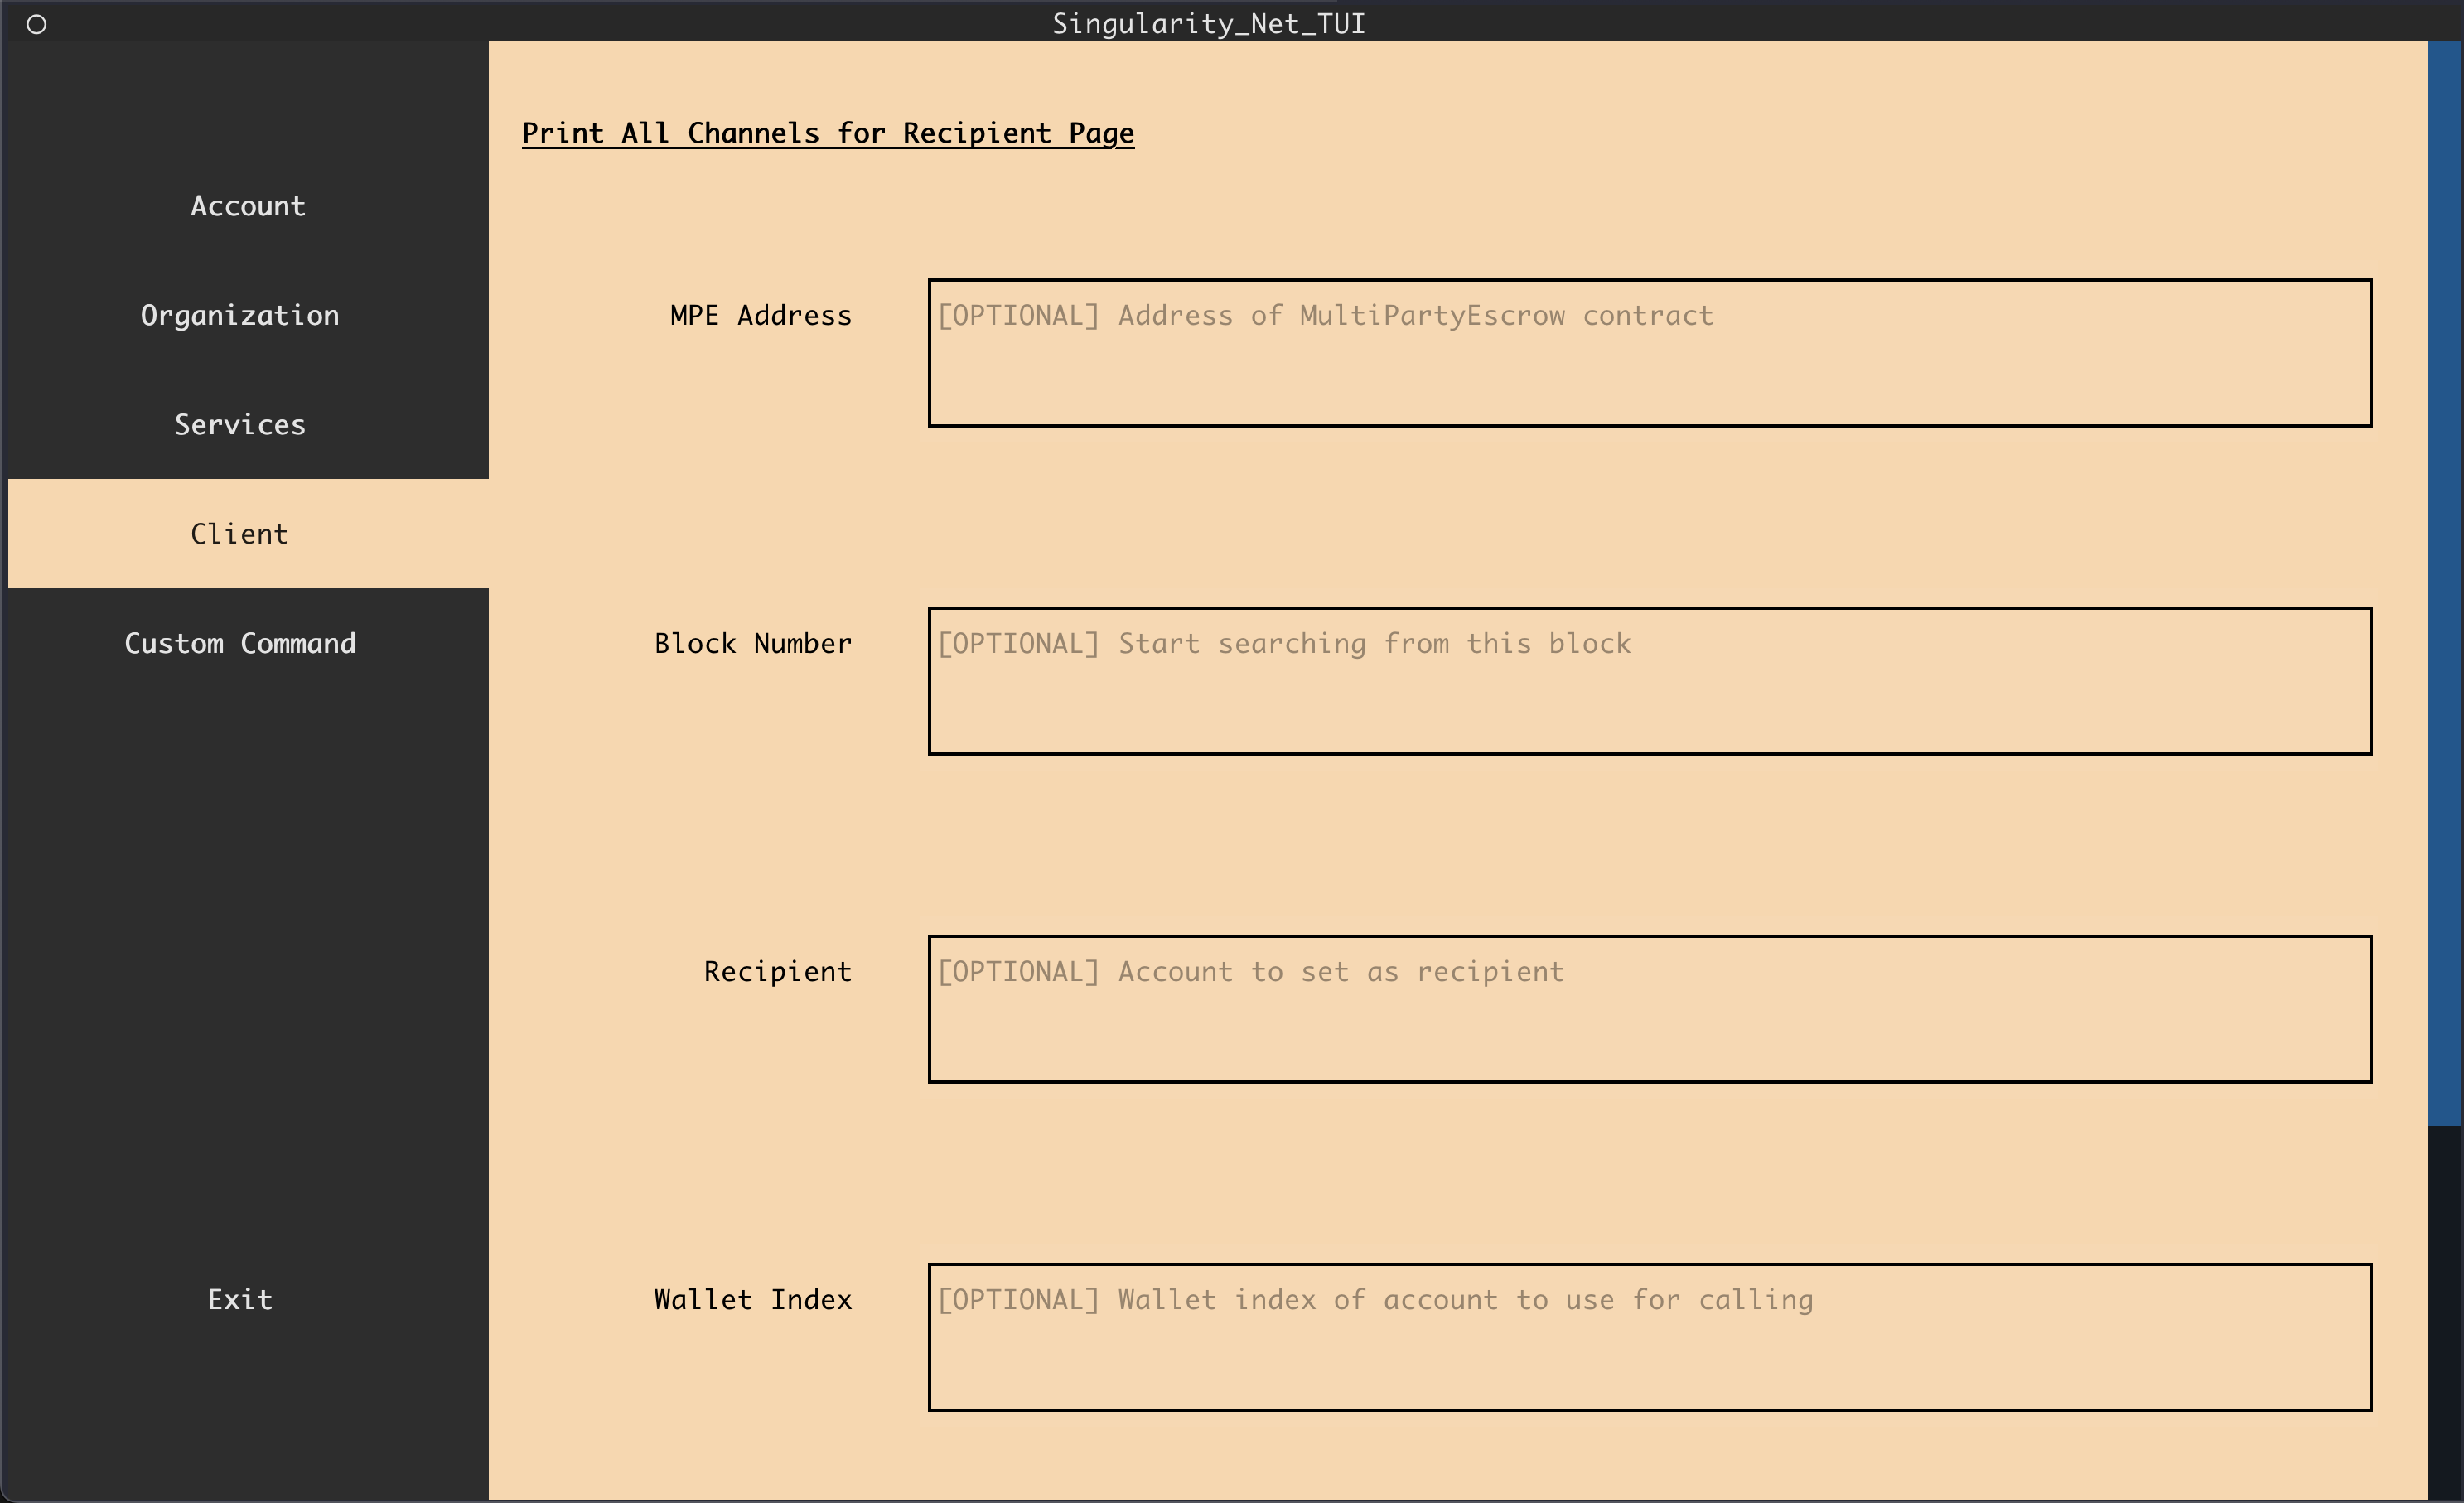 Singularity_Net_TUI
Account
Organization
Services
Client
Custom Command
Exit
Print All Channels for Recipient Page
MPE Address
[OPTIONAL] Address of MultiPartyEscrow contract
Block Number
[OPTIONAL] Start searching from this block
Recipient
[OPTIONAL] Account to set as recipient
Wallet Index
[OPTIONAL] Wallet index of account to use for calling